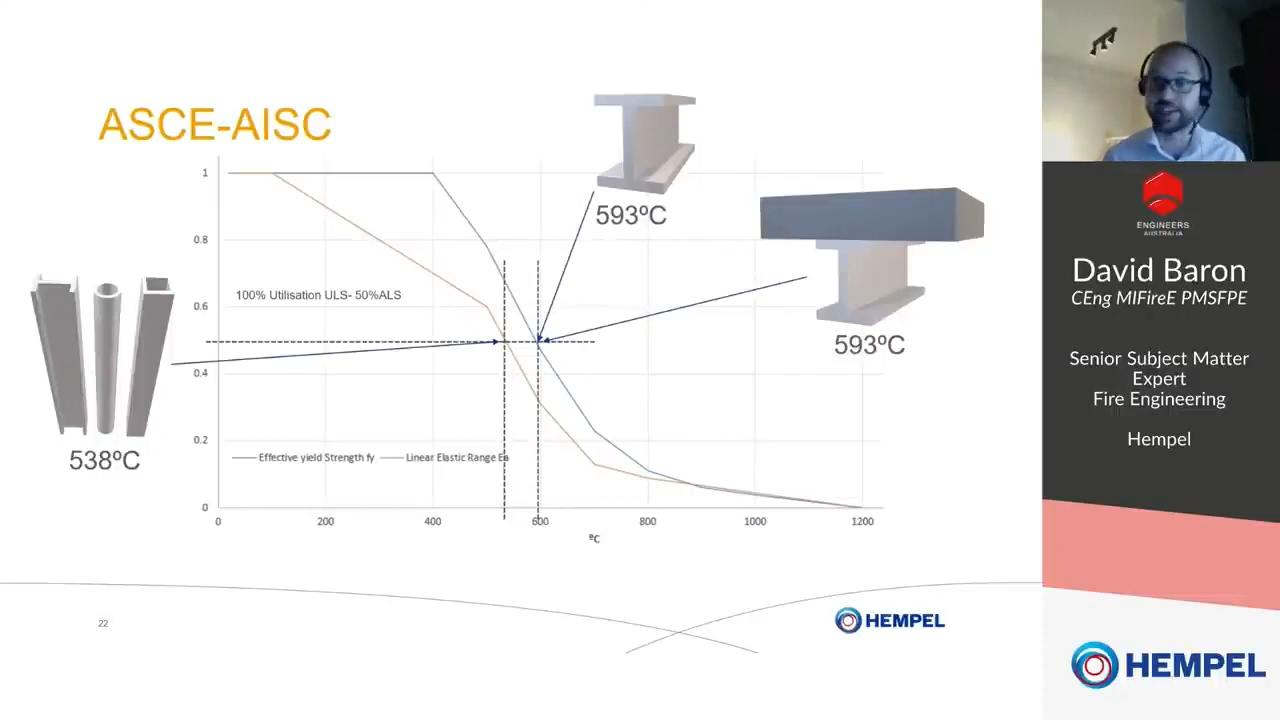 ASCE-AISC
593ºC
593ºC
538ºC
100% Utilisation ULS- 50%ALS
1
0.8
0.6
0.4
0.2
0
Effective yield Strength fy
Linear Elastic Range Ea
0 200 400 600 800 1000 1200
ºC
22
HEMPEL
ENGINEERS
AUSTRALIA
David Baron
CEng MIFireE PMSFPE
Senior Subject Matter
Expert
Fire Engineering
Hempel
HEMPEL